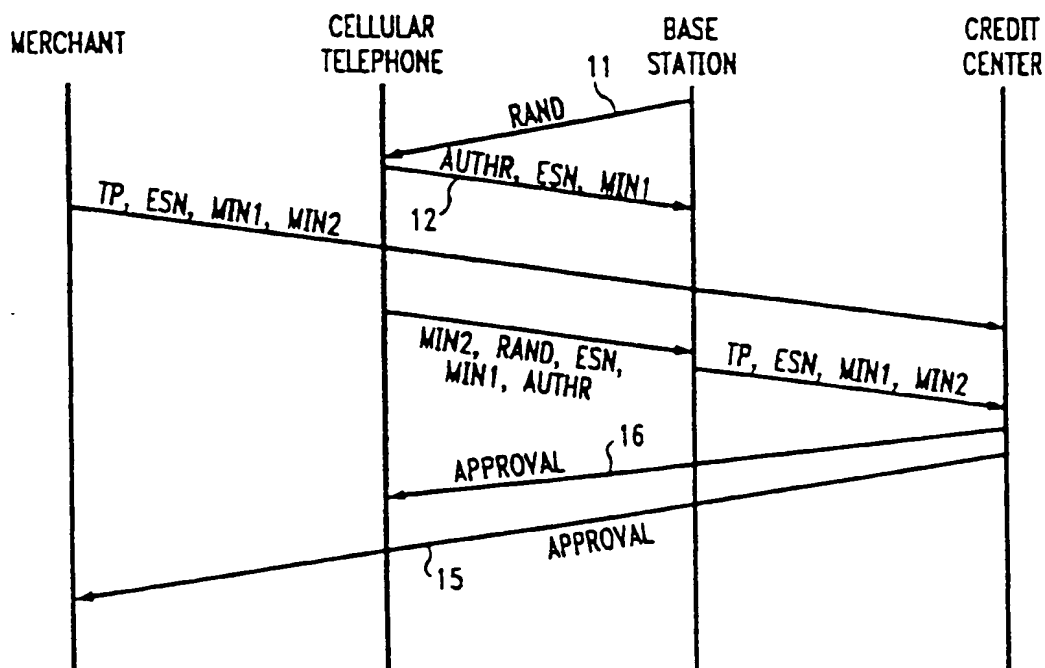 MERCHANT
CELLULAR
TELEPHONE
BASE
STATION
CREDIT
CENTER
11
RAND
AUTHR, ESN, MIN1
12
TP, ESN, MIN1, MIN2
MIN2, RAND, ESN,
MIN1, AUTHR
TP, ESN, MIN1, MIN2
16
APPROVAL
APPROVAL
15